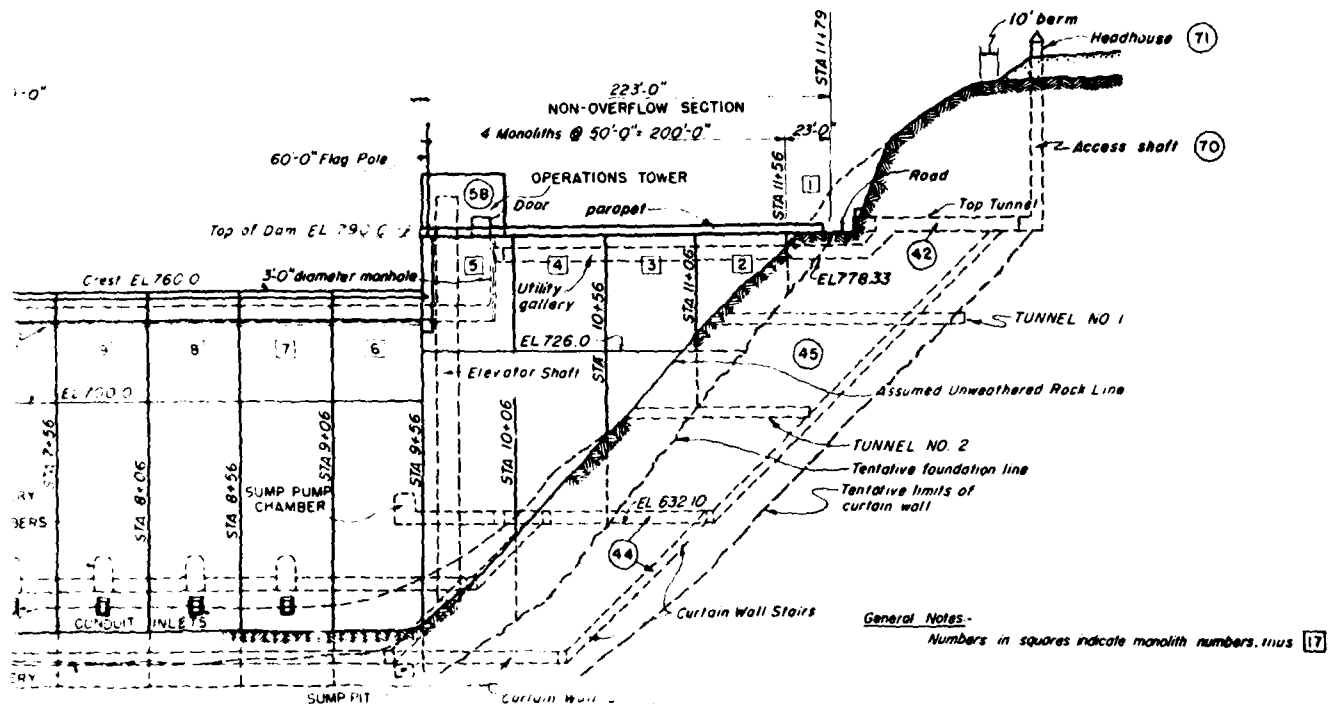 10' berm
Headhouse 71
STA 11+79
223'-0"
NON-OVERFLOW SECTION
4 Monoliths @ 50'-0" = 200'-0"
23'-0"
60'-0" Flag Pole
STA 11+56
1
Access shaft 70
58
OPERATIONS TOWER
Door
Road
parapet
Top Tunnel
Top of Dam EL 790.0
42
5
4
3
2
Crest EL 760.0
3'-0" diameter manhole
EL 778.33
Utility
gallery
STA 11+06
STA 10+56
TUNNEL NO. 1
EL 726.0
9
8
7
6
45
Elevator Shaft
Assumed Unweathered Rock Line
EL 700.0
STA 7+56
STA 8+06
STA 8+56
STA 9+06
STA 9+56
STA 10+06
TUNNEL NO. 2
Tentative foundation line
SUMP PUMP
CHAMBER
Tentative limits of
curtain wall
EL 632.10
44
Curtain Wall Stairs
CONDUIT INLETS
General Notes:-
Numbers in squares indicate monolith numbers, thus 17
SUMP PIT
Curtain Wall